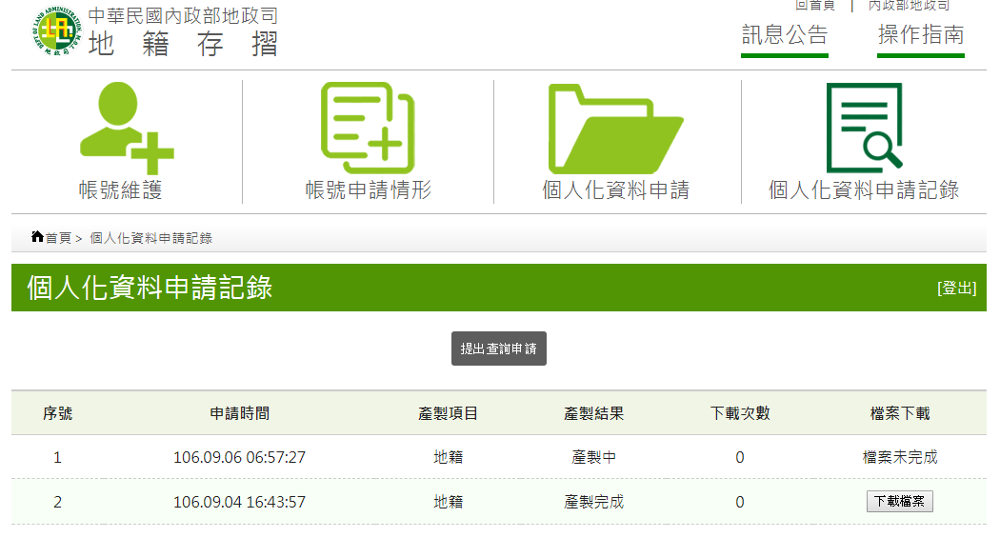 回首頁 | 內政部地政司
中華民國內政部地政司
地籍存摺
訊息公告 操作指南
帳號維護 帳號申請情形 個人化資料申請 個人化資料申請記錄
首頁 > 個人化資料申請記錄
個人化資料申請記錄 [登出]
提出查詢申請
序號 申請時間 產製項目 產製結果 下載次數 檔案下載
1 106.09.06 06:57:27 地籍 產製中 0 檔案未完成
2 106.09.04 16:43:57 地籍 產製完成 0 下載檔案